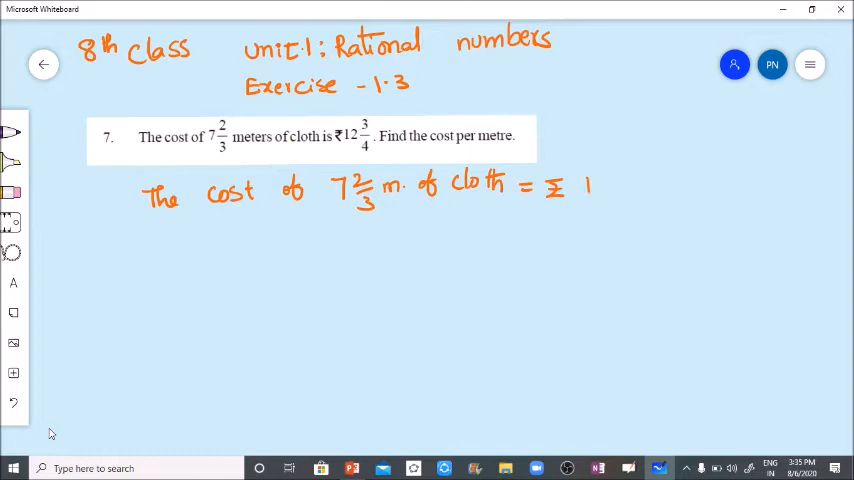 Microsoft Whiteboard
8th class unit.1 : Rational numbers
Exercise - 1.3
PN
7. The cost of 7 2/3 meters of cloth is ₹12 3/4. Find the cost per metre.
The cost of 7 2/3 m. of cloth = ₹ 1
A
Type here to search
ENG
IN
3:35 PM
8/6/2020